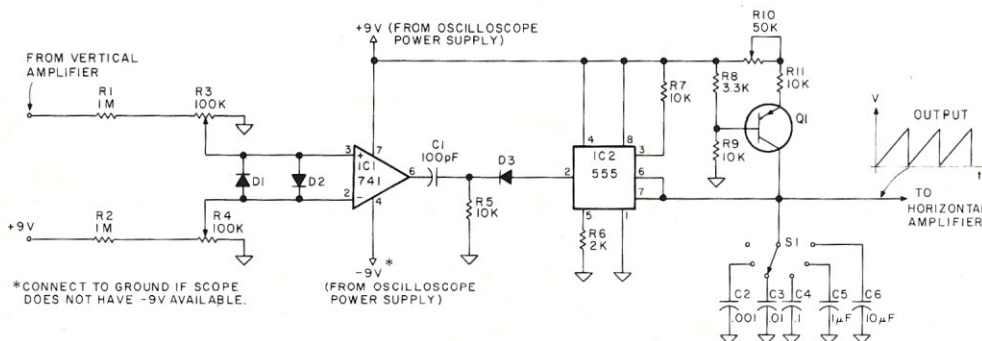 +9V (FROM OSCILLOSCOPE
POWER SUPPLY)
FROM VERTICAL
AMPLIFIER
R1
1M
R3
100K
R10
50K
R7
10K
R8
3.3K
R11
10K
Q1
V
OUTPUT
t
C1
100pF
D3
3
+
7
IC1
741
6
2
-
4
D1
D2
R5
10K
4
8
3
IC2
555
2
6
7
5
1
R9
10K
TO
HORIZONTAL
AMPLIFIER
+9V
R2
1M
R4
100K
R6
2K
S1
-9V*
(FROM OSCILLOSCOPE
POWER SUPPLY)
*CONNECT TO GROUND IF SCOPE
DOES NOT HAVE -9V AVAILABLE.
C2
.001
C3
.01
C4
.1
C5
1µF
C6
10µF